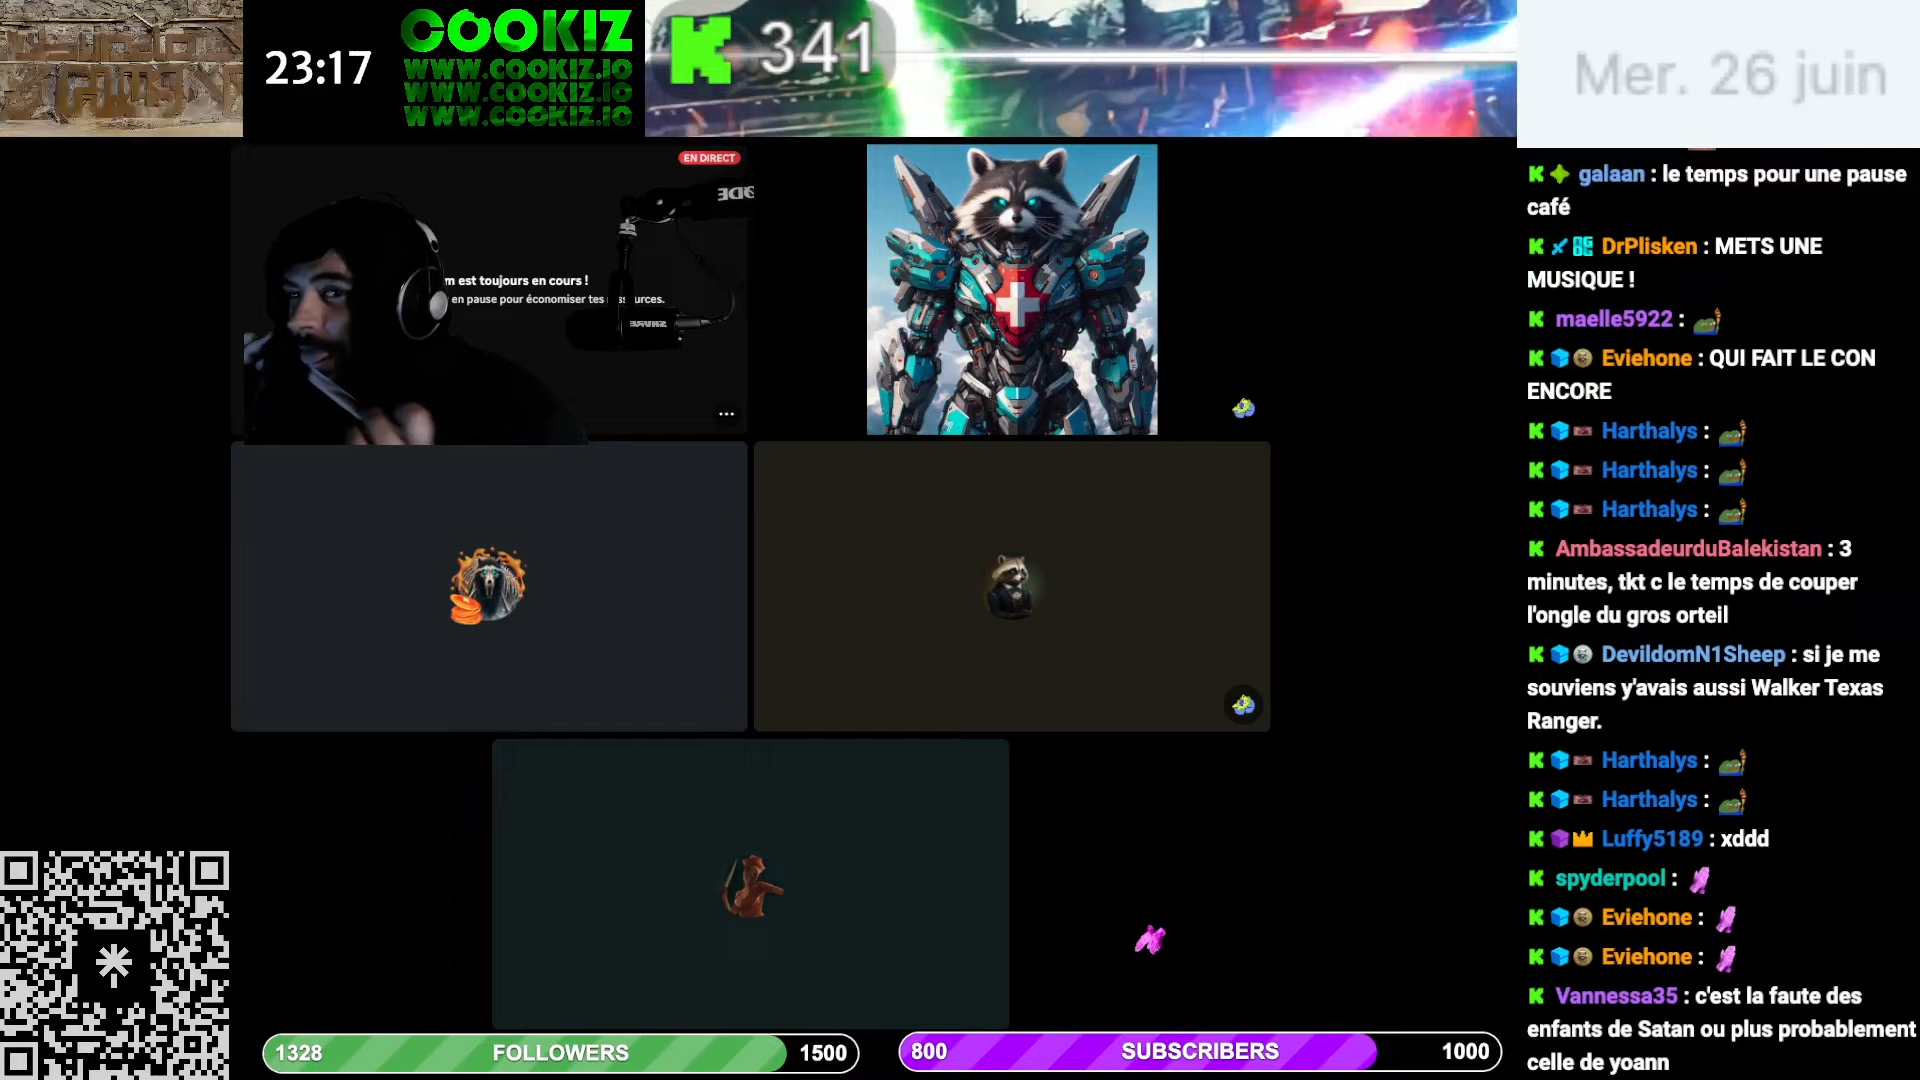 23:17
COOKIZ
WWW.COOKIZ.IO
WWW.COOKIZ.IO
WWW.COOKIZ.IO
341
Mer. 26 juin
EN DIRECT
m est toujours en cours !
en pause pour économiser tes
SHURE
galaan : le temps pour une pause
café
DrPlisken : METS UNE
MUSIQUE !
maelle5922 :
Eviehone : QUI FAIT LE CON
ENCORE
Harthalys :
Harthalys :
Harthalys :
AmbassadeurduBalekistan : 3
minutes, tkt c le temps de couper
l'ongle du gros orteil
DevildomN1Sheep : si je me
souviens y'avais aussi Walker Texas
Ranger.
Harthalys :
Harthalys :
Luffy5189 : xddd
spyderpool :
Eviehone :
Eviehone :
Vannessa35 : c'est la faute des
enfants de Satan ou plus probablement
celle de yoann
1328 FOLLOWERS 1500
800 SUBSCRIBERS 1000